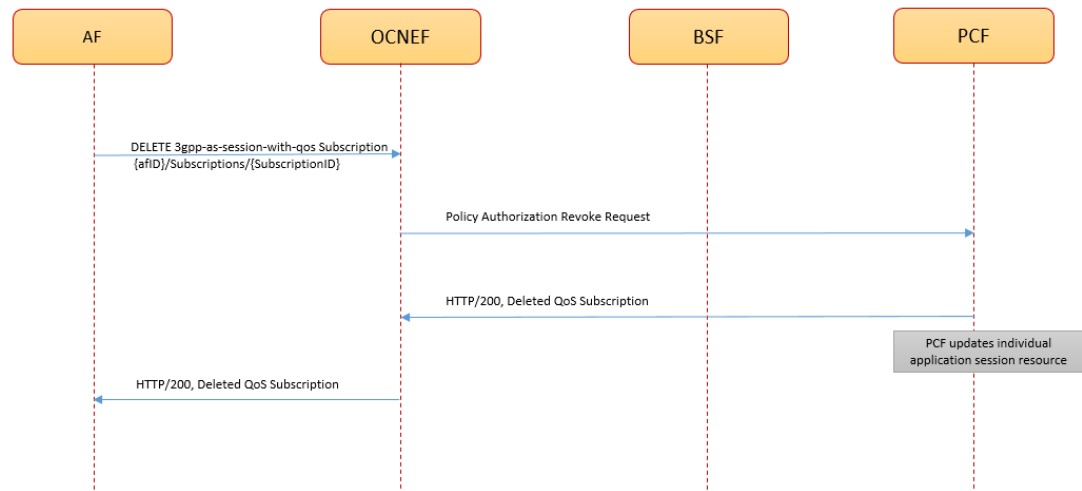 AF
OCNEF
BSF
PCF
DELETE 3gpp-as-session-with-qos Subscription
{afID}/Subscriptions/{SubscriptionID}
Policy Authorization Revoke Request
HTTP/200, Deleted QoS Subscription
PCF updates individual
application session resource
HTTP/200, Deleted QoS Subscription